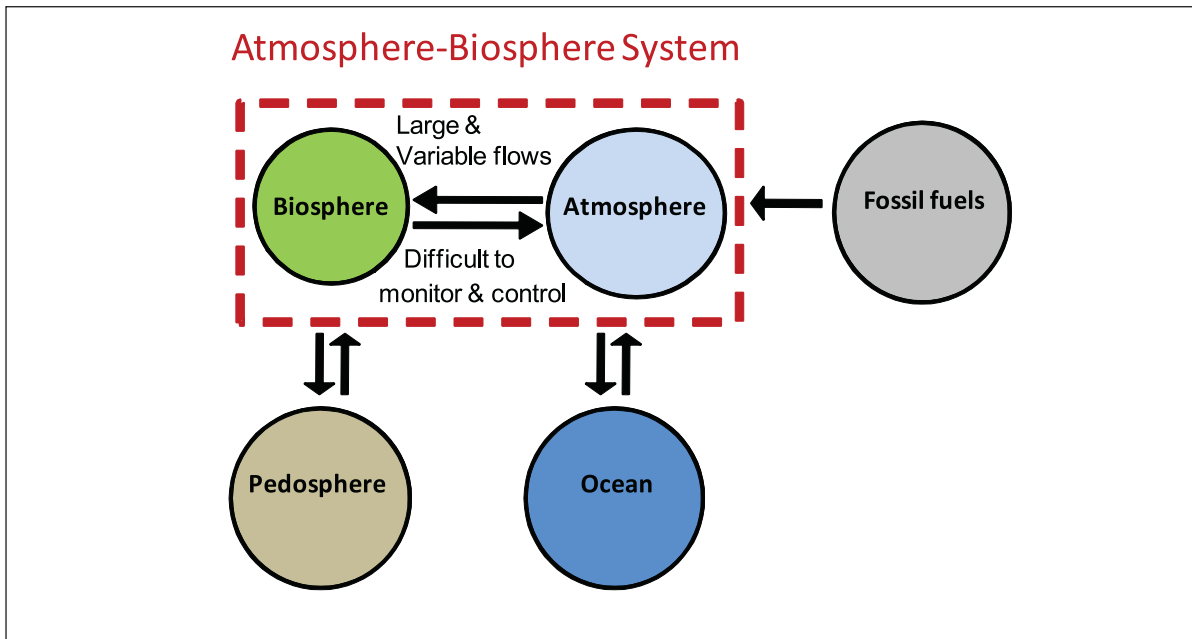 Atmosphere-Biosphere System
Large &
Variable flows
Biosphere
Atmosphere
Fossil fuels
Difficult to
monitor & control
Pedosphere
Ocean